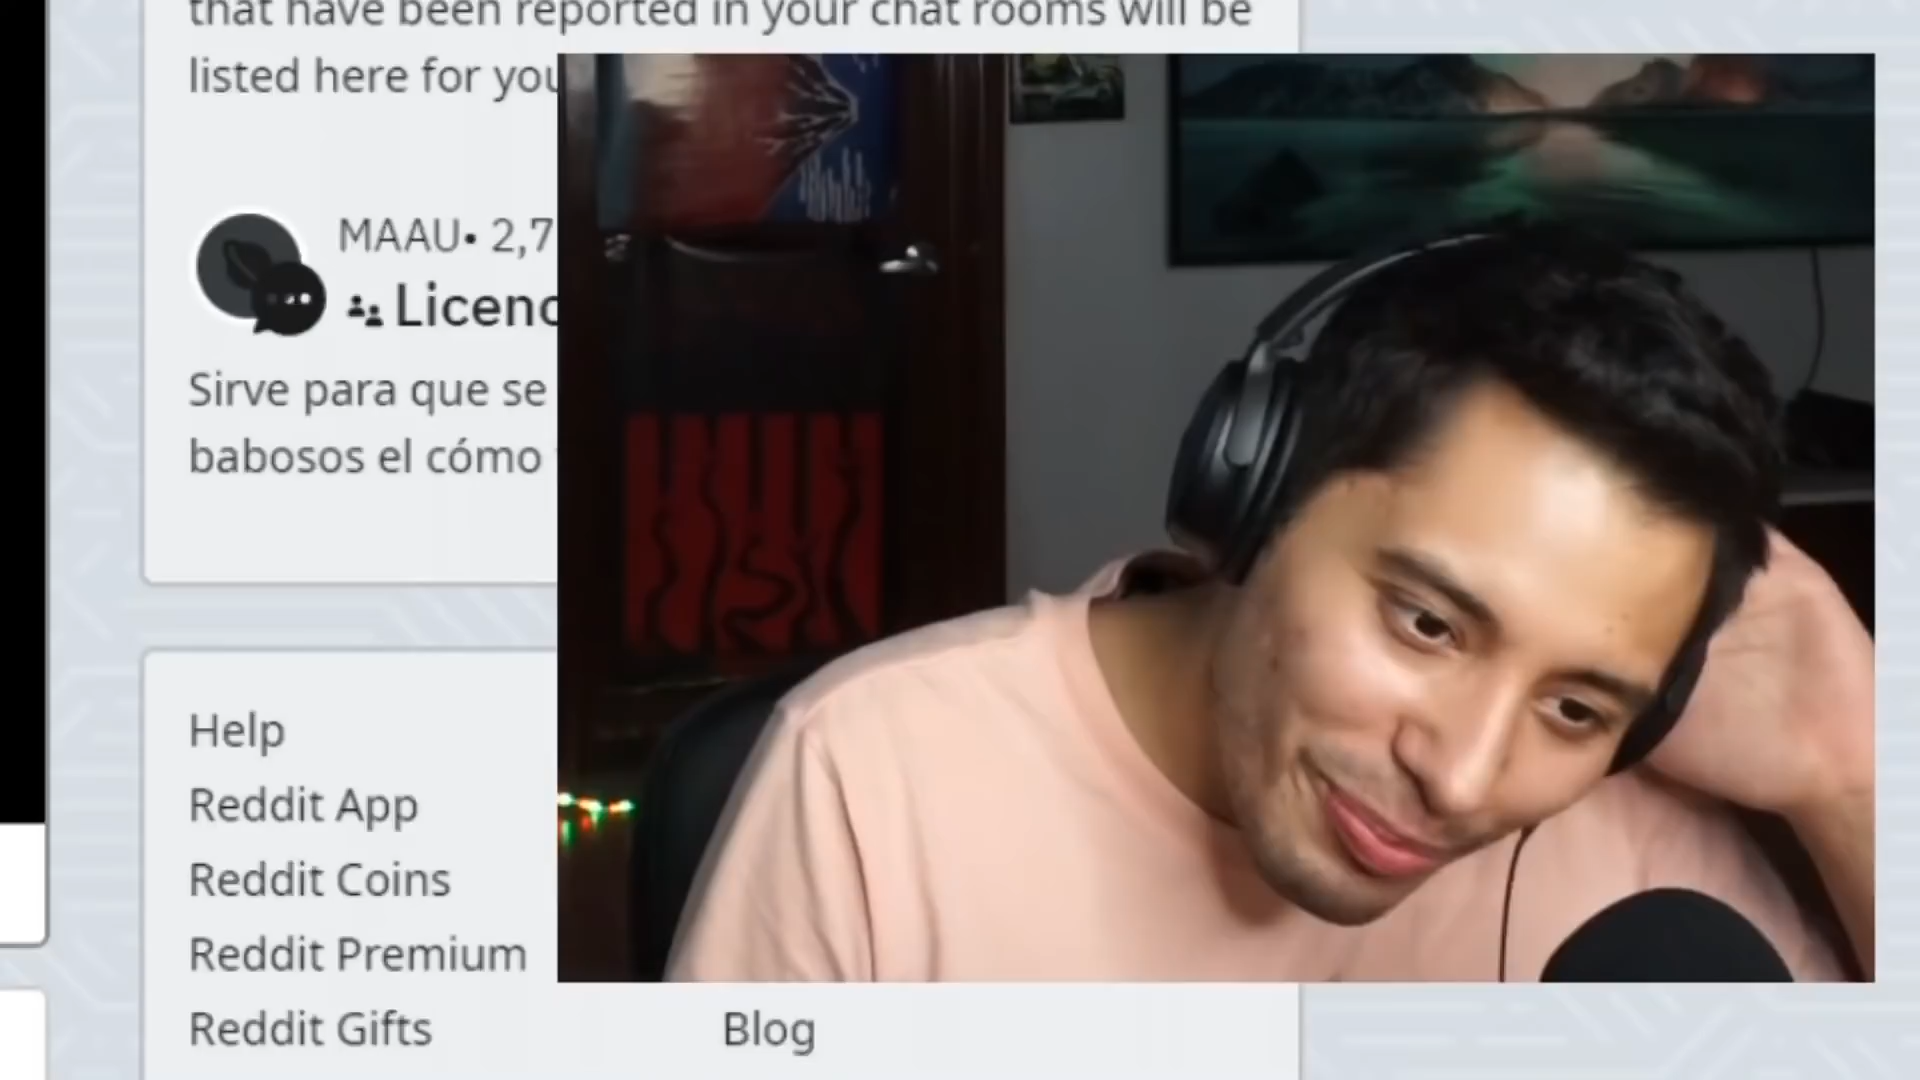 that have been reported in your chat rooms will be
listed here for you
MAAU• 2,7
Licenc
Sirve para que se
babosos el cómo
Help
Reddit App
Reddit Coins
Reddit Premium
Reddit Gifts
Blog